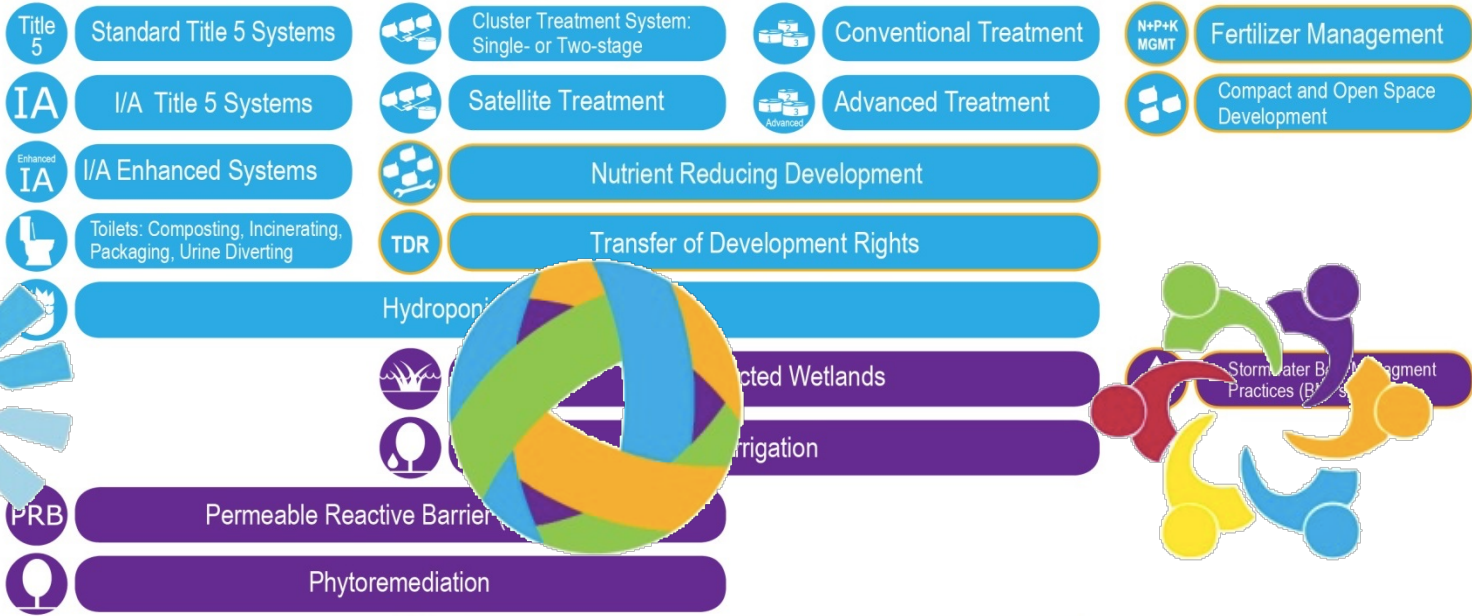 Title
5
Standard Title 5 Systems
Cluster Treatment System:
Single- or Two-stage
Conventional Treatment
N+P+K
MGMT
Fertilizer Management
IA
I/A Title 5 Systems
Satellite Treatment
Advanced
Advanced Treatment
Compact and Open Space
Development
Enhanced
IA
I/A Enhanced Systems
Nutrient Reducing Development
Toilets: Composting, Incinerating,
Packaging, Urine Diverting
TDR
Transfer of Development Rights
Hydroponi
cted Wetlands
Practices
rrigation
PRB
Permeable Reactive Barrier (
Phytoremediation